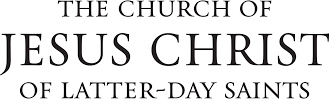 THE CHURCH OF
JESUS CHRIST
OF LATTER-DAY SAINTS